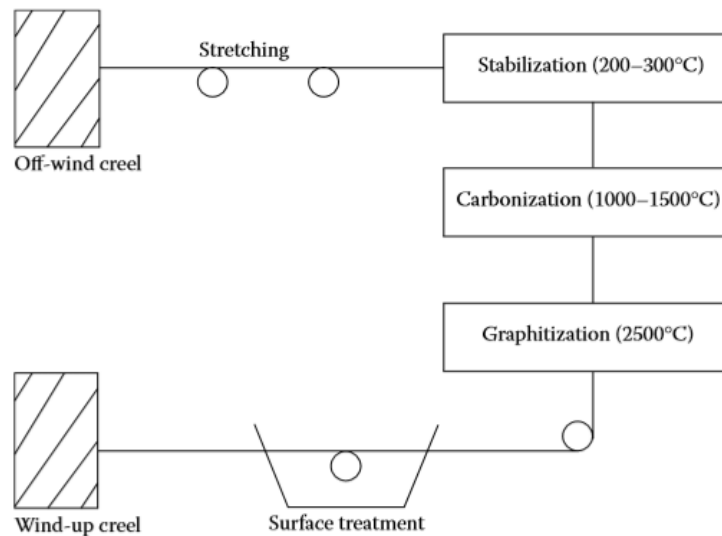 Stretching
Stabilization (200–300°C)
Off-wind creel
Carbonization (1000–1500°C)
Graphitization (2500°C)
Wind-up creel
Surface treatment